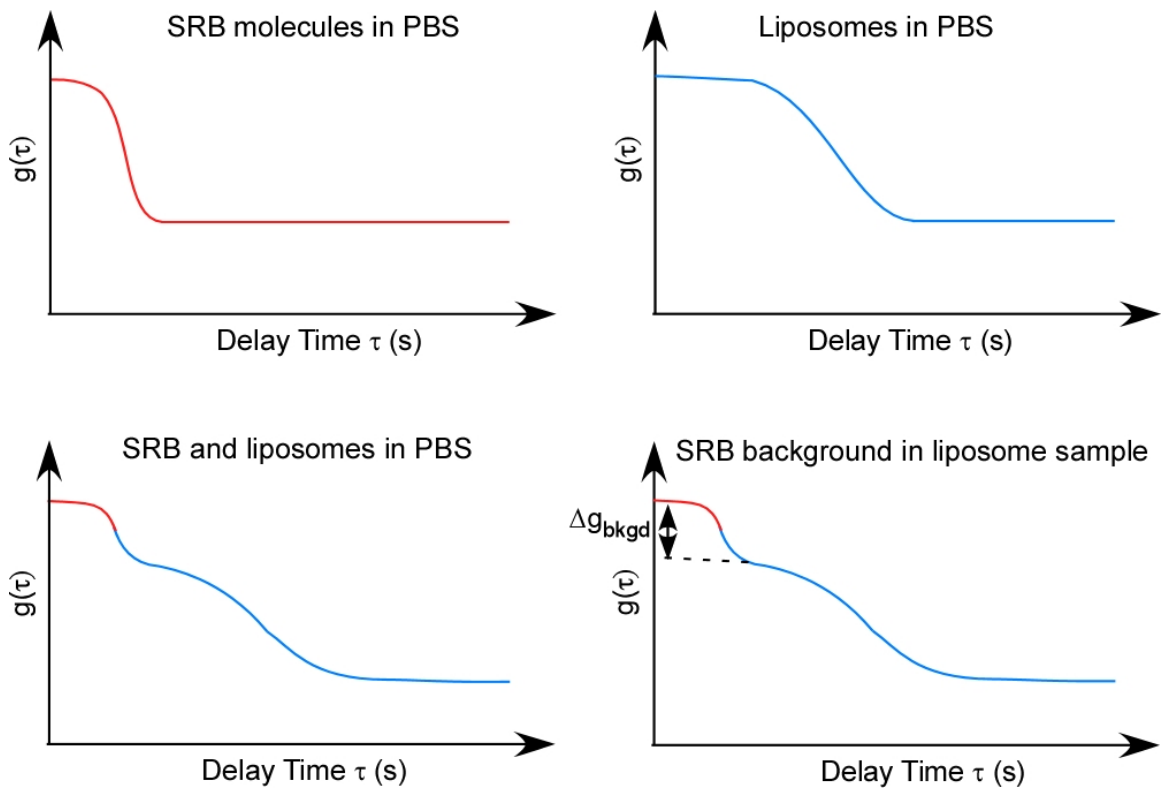 SRB molecules in PBS
g(τ)
Delay Time τ (s)
Liposomes in PBS
g(τ)
Delay Time τ (s)
SRB and liposomes in PBS
g(τ)
Delay Time τ (s)
SRB background in liposome sample
Δg_bkgd
g(τ)
Delay Time τ (s)